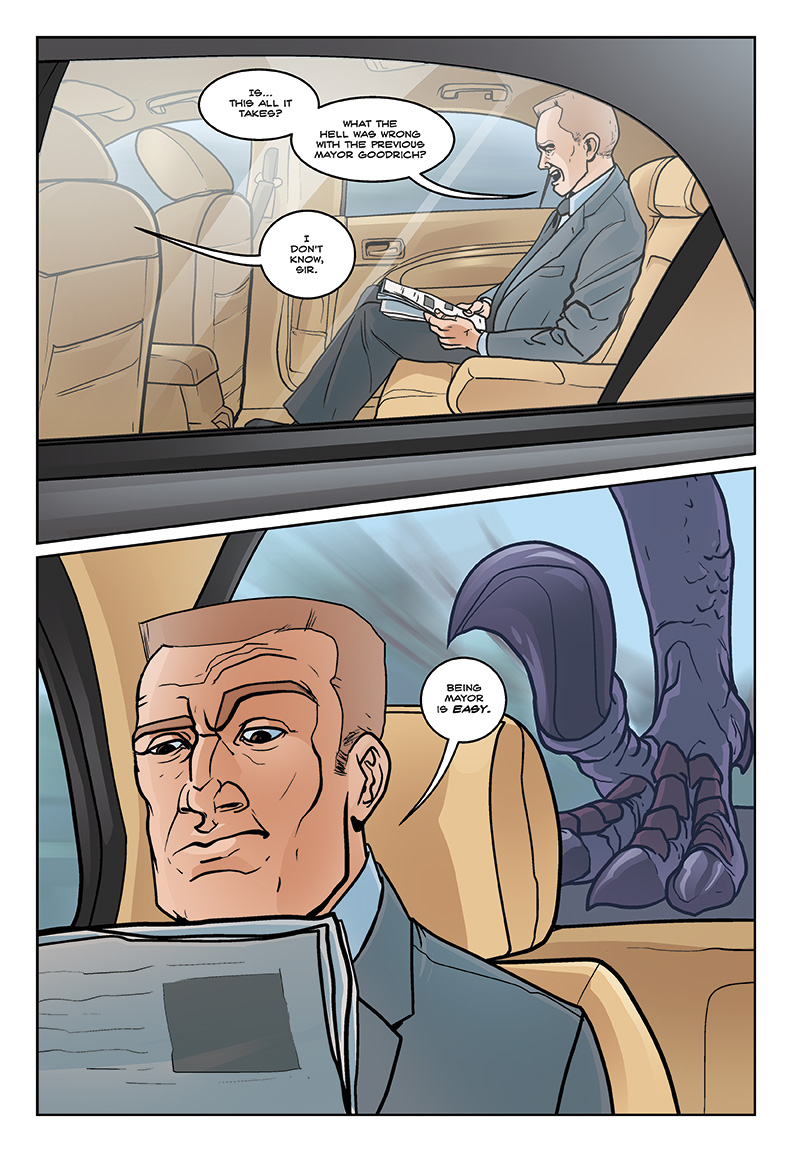 IS...
THIS ALL IT
TAKES?
WHAT THE
HELL WAS WRONG
WITH THE PREVIOUS
MAYOR GOODRICH?
I
DON'T
KNOW,
SIR.
BEING
MAYOR
IS EASY.